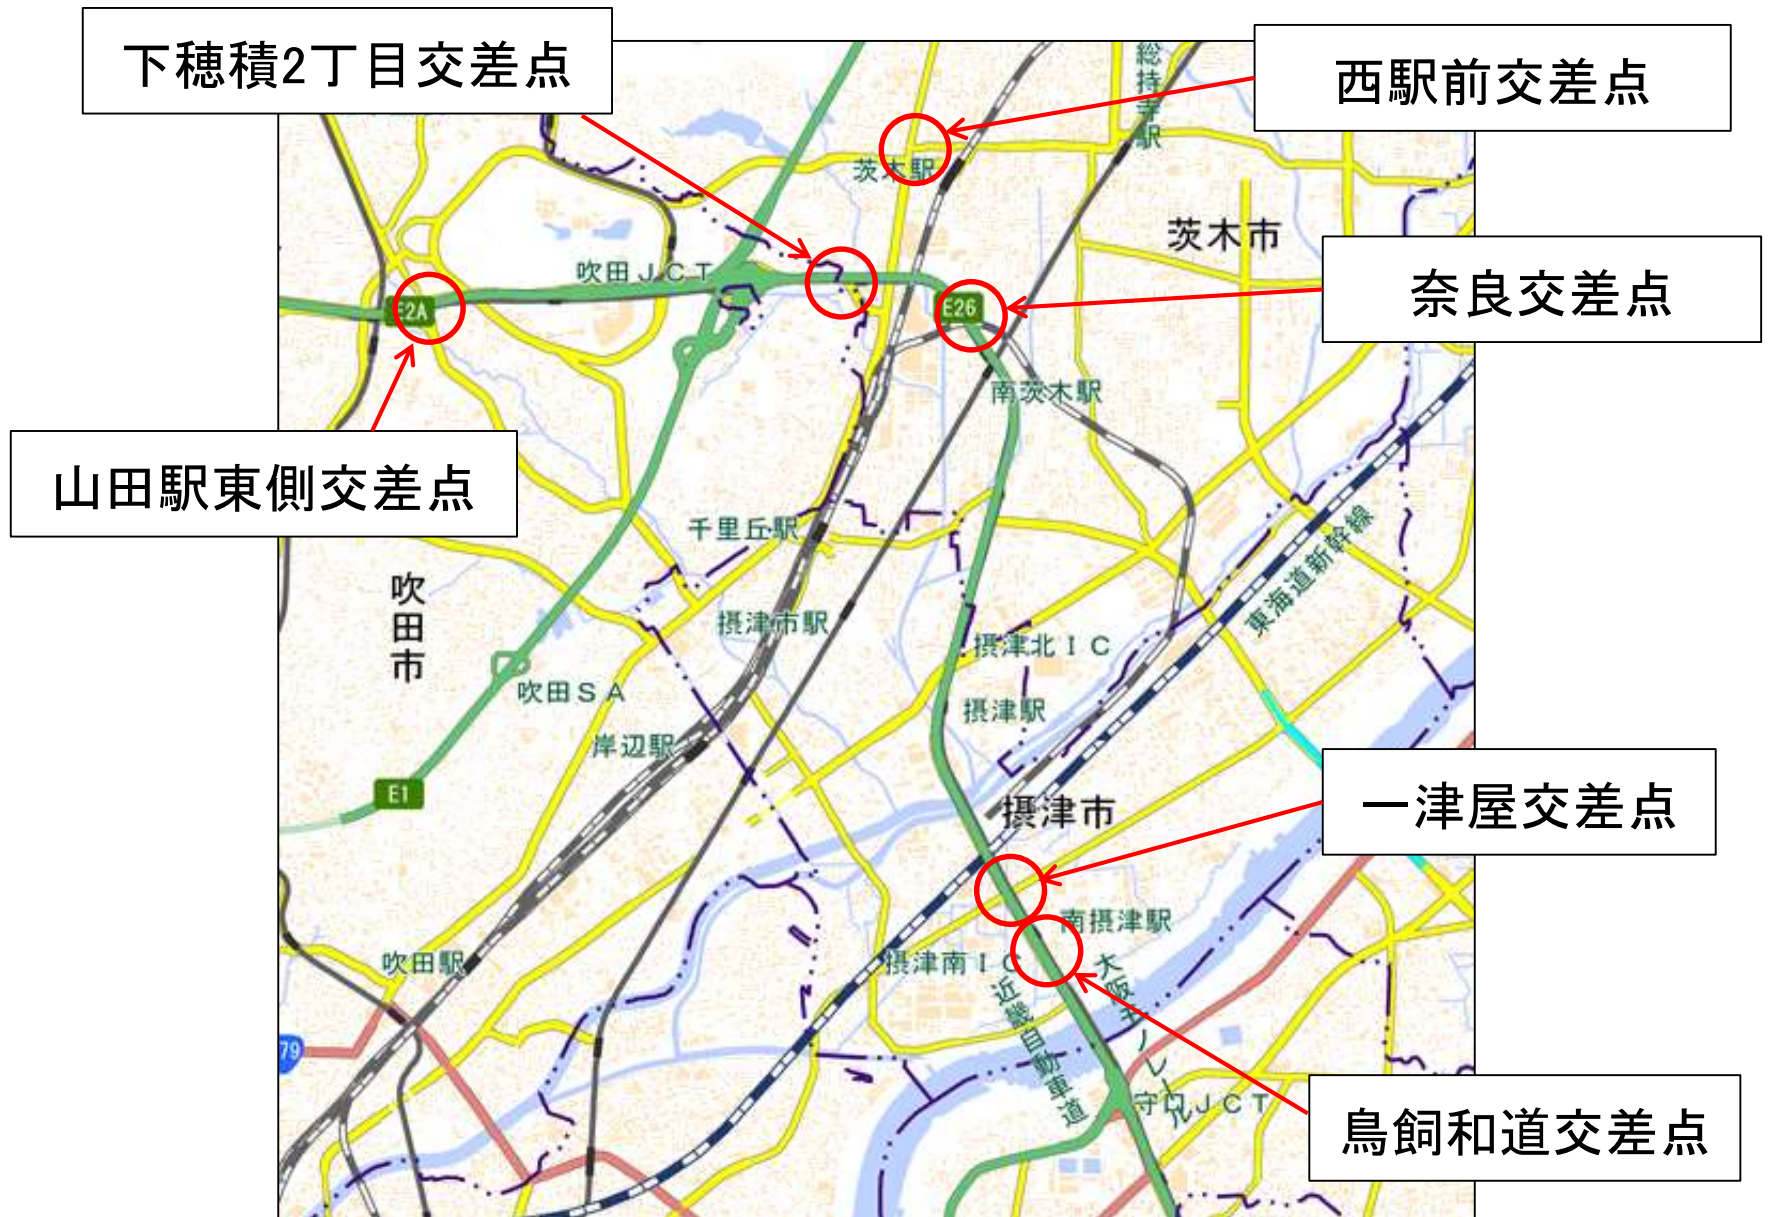 下穂積2丁目交差点
西駅前交差点
総持寺駅
茨木駅
茨木市
奈良交差点
吹田JCT
E2A
E26
南茨木駅
山田駅東側交差点
千里丘駅
東海道新幹線
吹田市
摂津市駅
摂津北IC
吹田SA
摂津駅
岸辺駅
E1
摂津市
一津屋交差点
南摂津駅
吹田駅
摂津南IC
大阪モノレール
近畿自動車道
79
守口JCT
鳥飼和道交差点